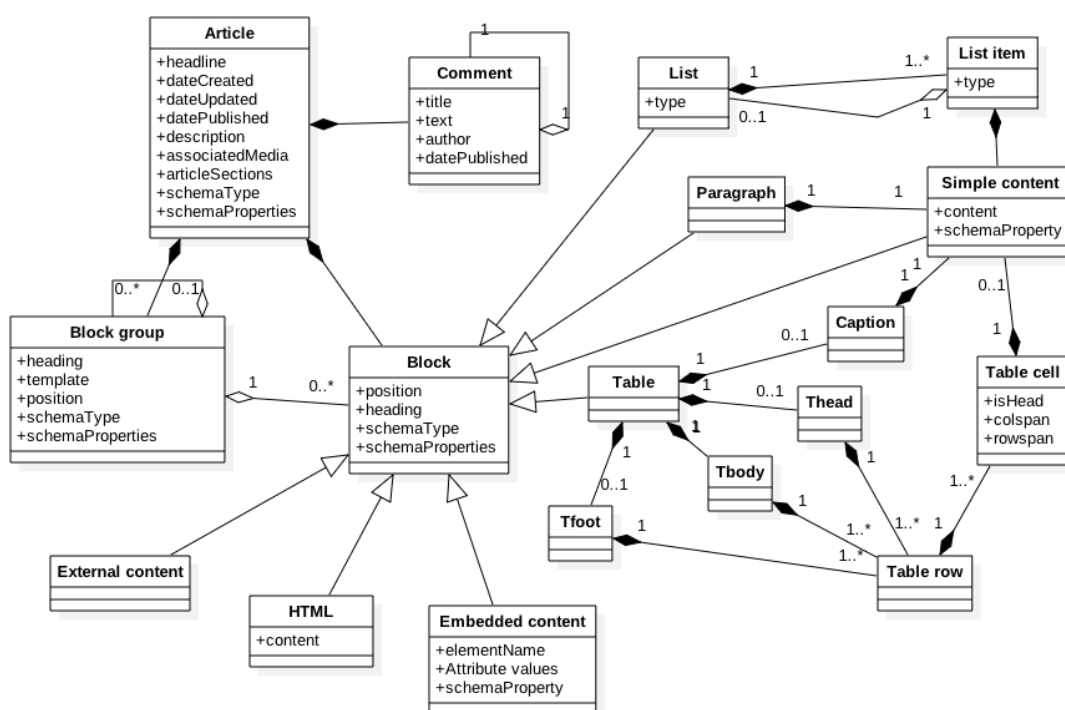 Article
+headline
+dateCreated
+dateUpdated
+datePublished
+description
+associatedMedia
+articleSections
+schemaType
+schemaProperties
1
Comment
+title
+text
+author
+datePublished
1
List
+type
1
1..*
0..1
1
List item
+type
Paragraph
1
1
Simple content
+content
+schemaProperty
1
1
0..1
0..*
0..1
Block group
+heading
+template
+position
+schemaType
+schemaProperties
1
0..*
Block
+position
+heading
+schemaType
+schemaProperties
Caption
0..1
1
Table
1
1
1
1
0..1
0..1
Thead
1
1..*
Tbody
1
1..*
Tfoot
1
1..*
Table cell
+isHead
+colspan
+rowspan
1
1..*
1
Table row
External content
HTML
+content
Embedded content
+elementName
+Attribute values
+schemaProperty